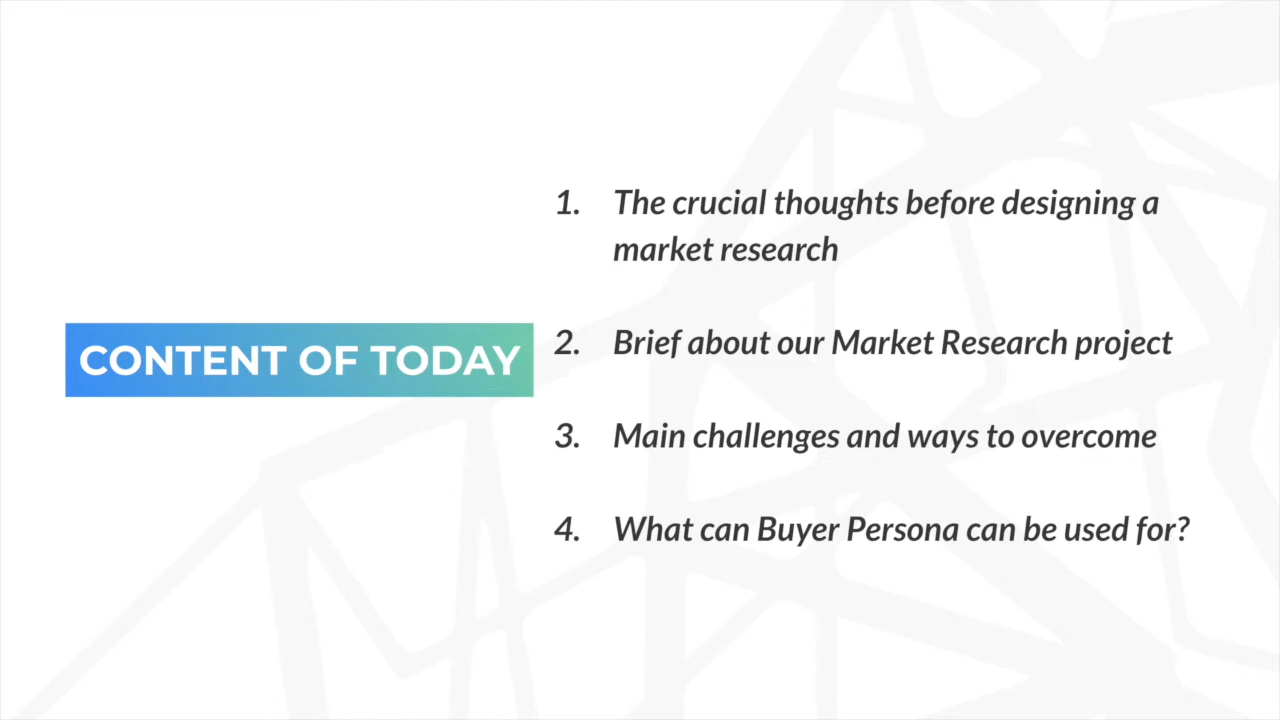 CONTENT OF TODAY
1. The crucial thoughts before designing a
market research
2. Brief about our Market Research project
3. Main challenges and ways to overcome
4. What can Buyer Persona can be used for?